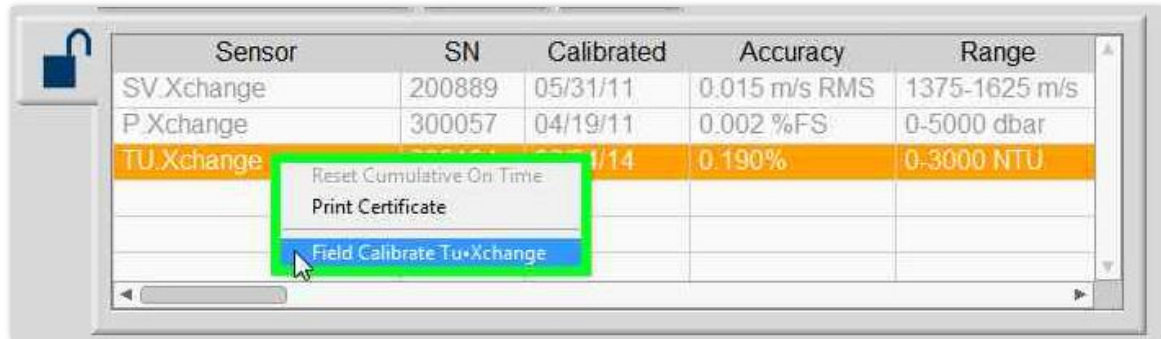 Sensor SN Calibrated Accuracy Range
SV.Xchange 200889 05/31/11 0.015 m/s RMS 1375-1625 m/s
P.Xchange 300057 04/19/11 0.002 %FS 0-5000 dbar
TU.Xchange 4/14 0.190% 0-3000 NTU
Reset Cumulative On Time
Print Certificate
Field Calibrate Tu•Xchange